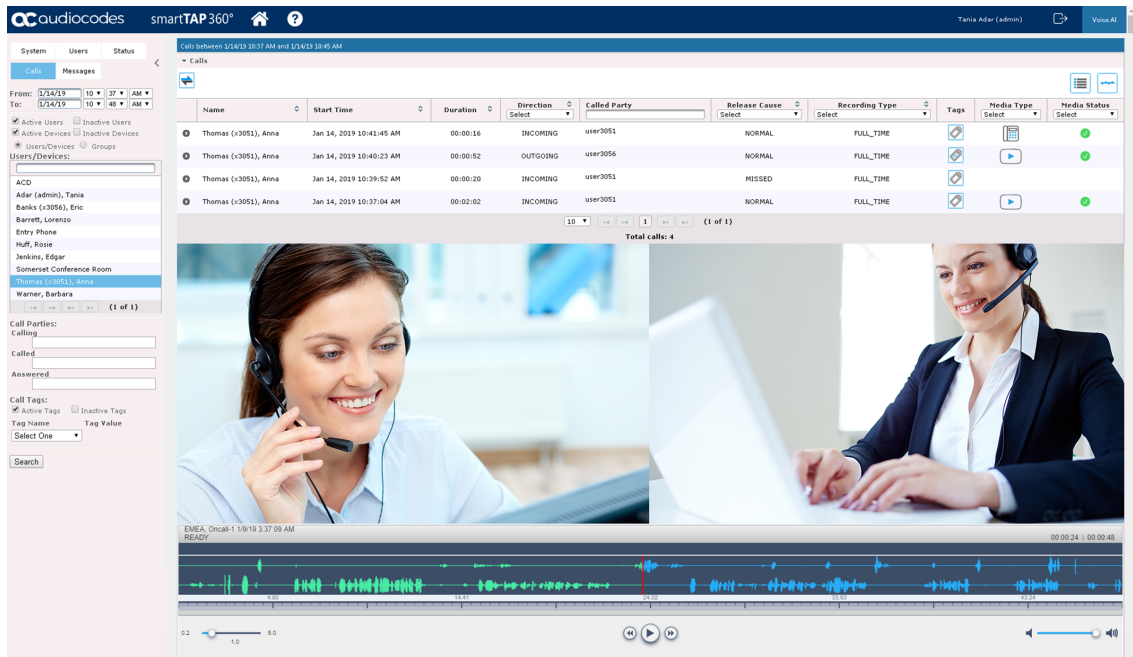 audiocodes smartTAP 360° ? Tania Adar (admin) Voice.AI
System Users Status
Calls Messages
From: 1/14/19 10 37 AM
To: 1/14/19 10 48 AM
Active Users Inactive Users
Active Devices Inactive Devices
Users/Devices Groups
Users/Devices:
ACD
Adar (admin), Tania
Banks (x3056), Eric
Barrett, Lorenzo
Entry Phone
Huff, Rosie
Jenkins, Edgar
Somerset Conference Room
Thomas (x3051), Anna
Warner, Barbara
(1 of 1)
Call Parties:
Calling
Called
Answered
Call Tags:
Active Tags Inactive Tags
Tag Name Tag Value
Select One
Search
Calls between 1/14/19 10:37 AM and 1/14/19 10:45 AM
Calls
Name Start Time Duration Direction Called Party Release Cause Recording Type Tags Media Type Media Status
Select Select Select Select Select
Thomas (x3051), Anna Jan 14, 2019 10:41:45 AM 00:00:16 INCOMING user3051 NORMAL FULL_TIME
Thomas (x3051), Anna Jan 14, 2019 10:40:23 AM 00:00:52 OUTGOING user3056 NORMAL FULL_TIME
Thomas (x3051), Anna Jan 14, 2019 10:39:52 AM 00:00:20 INCOMING user3051 MISSED FULL_TIME
Thomas (x3051), Anna Jan 14, 2019 10:37:04 AM 00:02:02 INCOMING user3051 NORMAL FULL_TIME
10 1 (1 of 1)
Total calls: 4
EMEA, Oncall-1 1/9/19 3:37:09 AM
READY 00:00:24 | 00:00:48
4.80 14.41 24.02 33.63 43.24
0.2 5.0
1.0